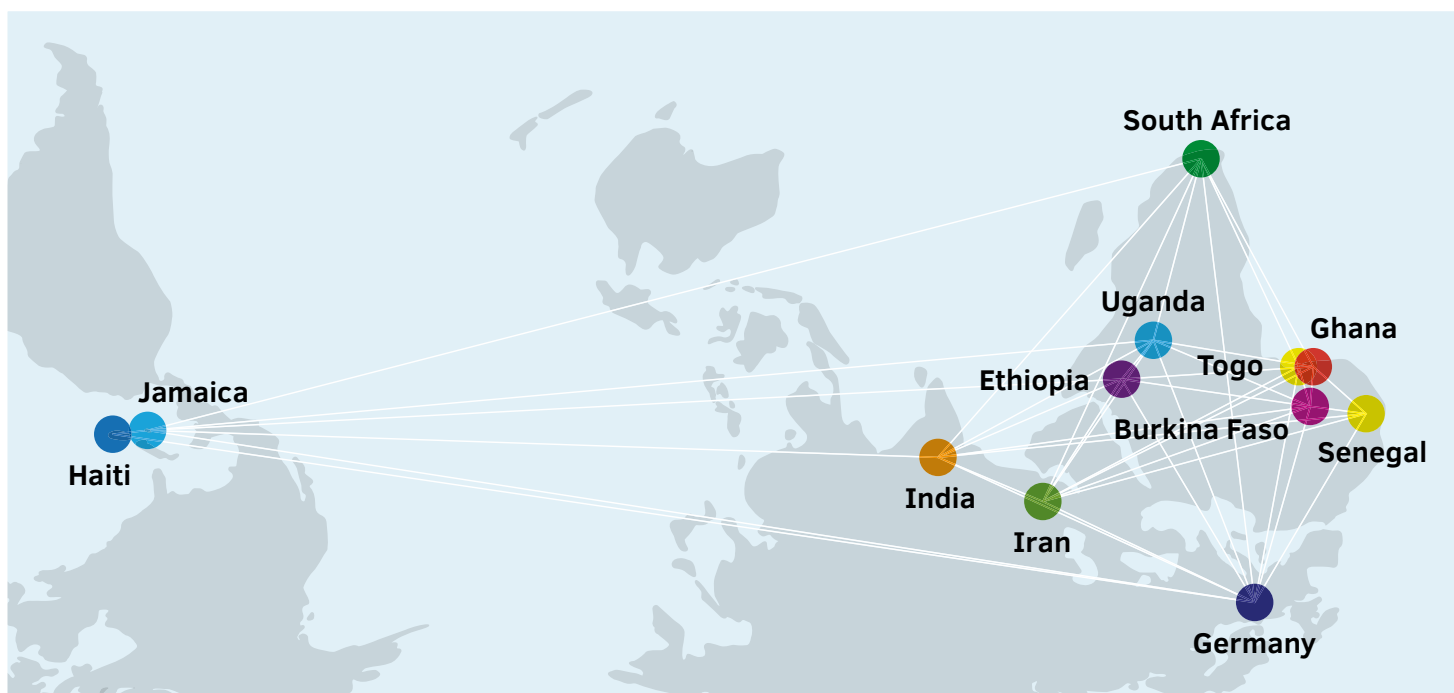 South Africa
Uganda
Ghana
Togo
Ethiopia
Jamaica
Burkina Faso
Senegal
Haiti
India
Iran
Germany